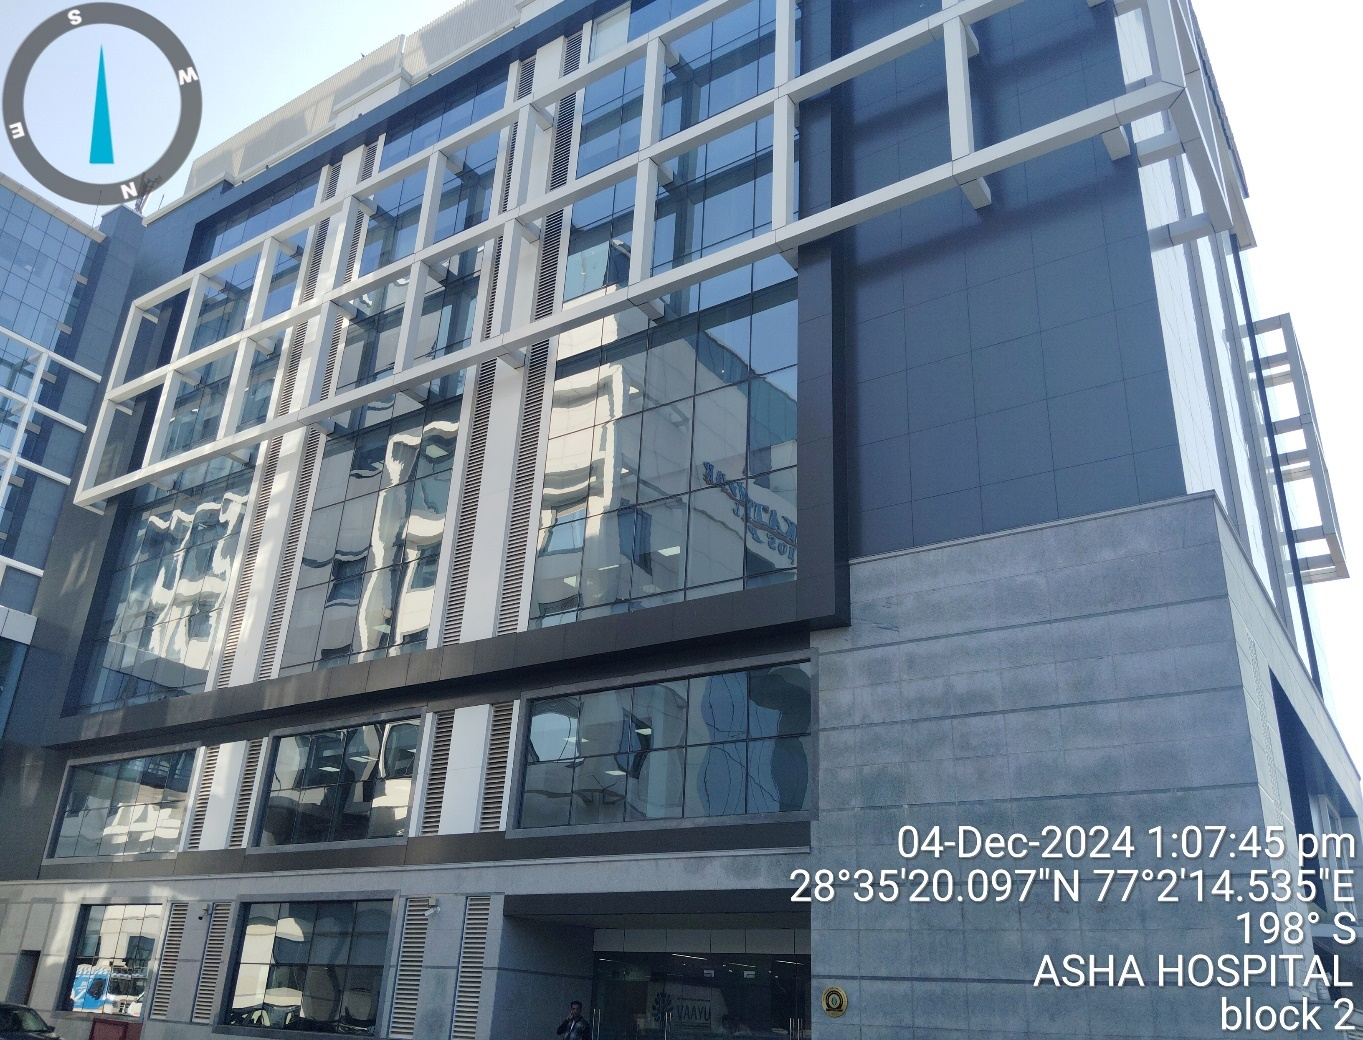 S
W
E
N
VAAYU
04-Dec-2024 1:07:45 pm
28°35'20.097"N 77°2'14.535"E
198° S
ASHA HOSPITAL
block 2